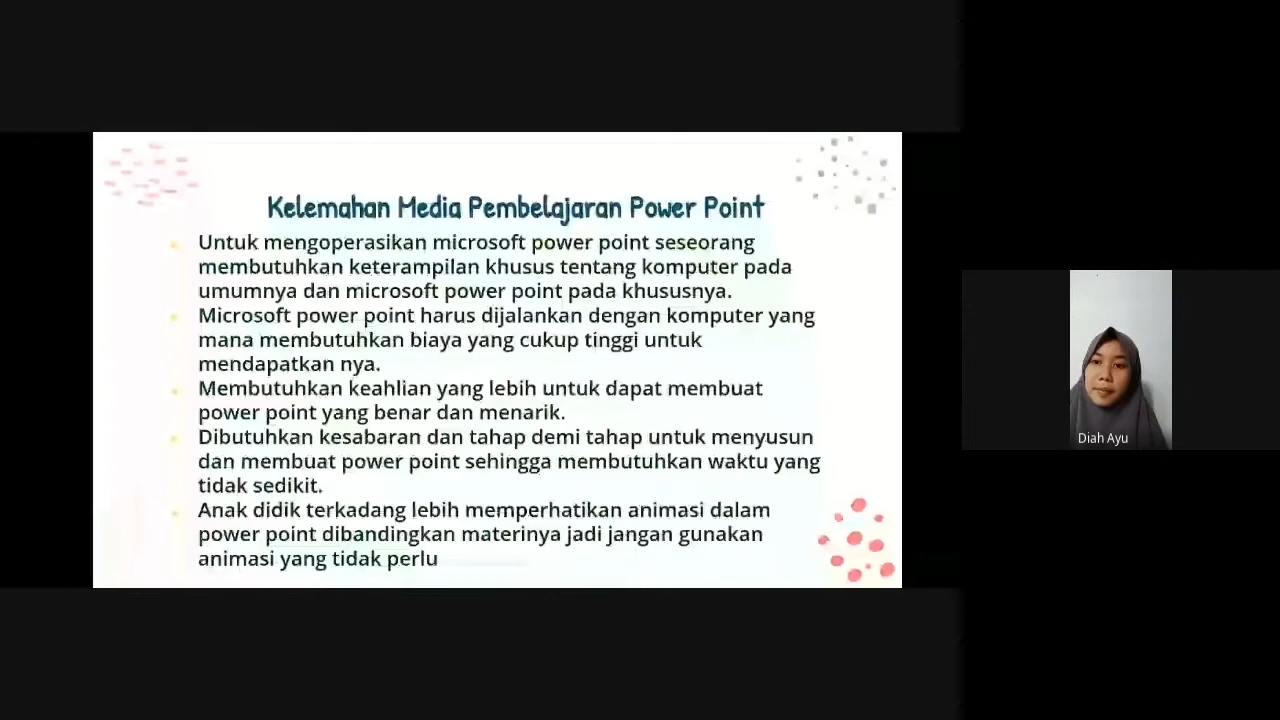 Kelemahan Media Pembelajaran Power Point
Untuk mengoperasikan microsoft power point seseorang
membutuhkan keterampilan khusus tentang komputer pada
umumnya dan microsoft power point pada khususnya.
Microsoft power point harus dijalankan dengan komputer yang
mana membutuhkan biaya yang cukup tinggi untuk
mendapatkan nya.
Membutuhkan keahlian yang lebih untuk dapat membuat
power point yang benar dan menarik.
Dibutuhkan kesabaran dan tahap demi tahap untuk menyusun
dan membuat power point sehingga membutuhkan waktu yang
tidak sedikit.
Anak didik terkadang lebih memperhatikan animasi dalam
power point dibandingkan materinya jadi jangan gunakan
animasi yang tidak perlu
Diah Ayu